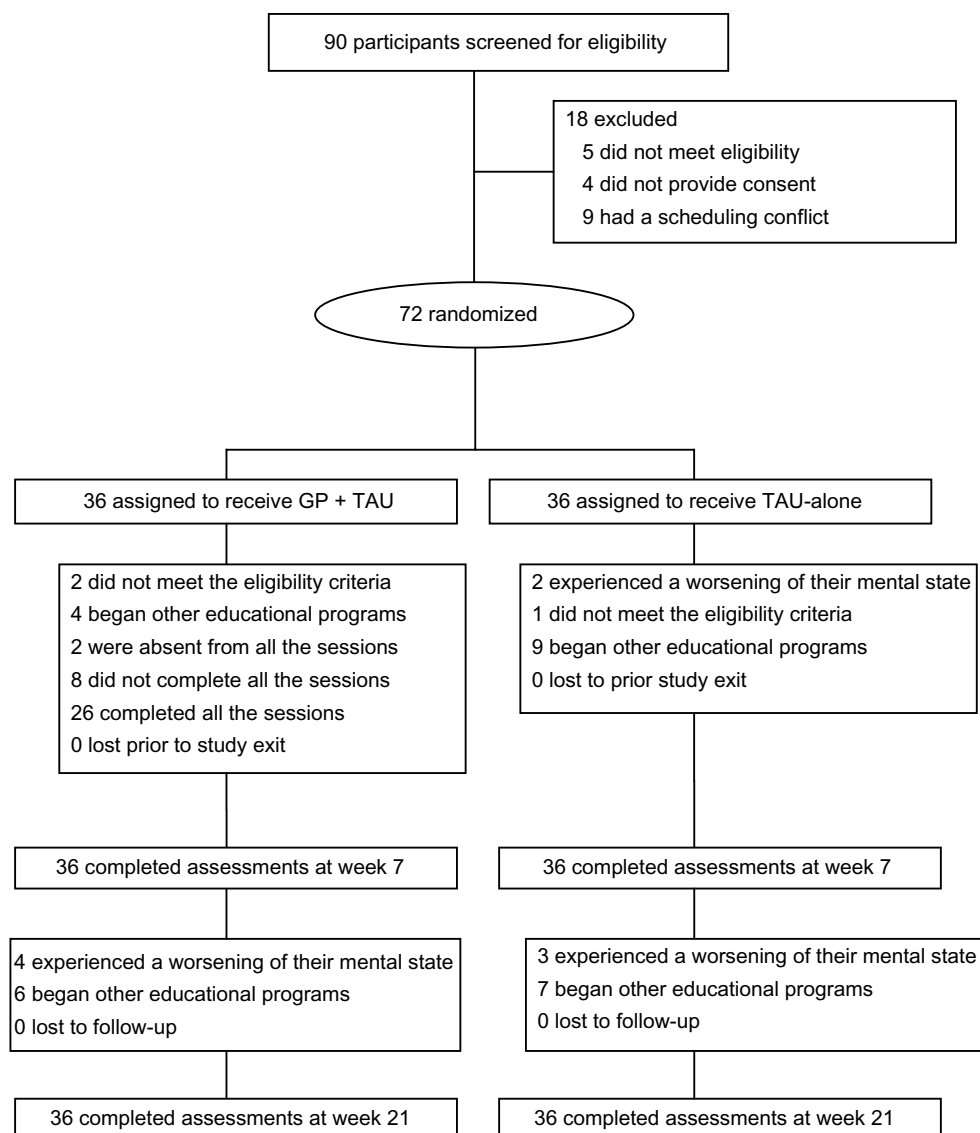 90 participants screened for eligibility
18 excluded
5 did not meet eligibility
4 did not provide consent
9 had a scheduling conflict
72 randomized
36 assigned to receive GP + TAU
36 assigned to receive TAU-alone
2 did not meet the eligibility criteria
4 began other educational programs
2 were absent from all the sessions
8 did not complete all the sessions
26 completed all the sessions
0 lost prior to study exit
2 experienced a worsening of their mental state
1 did not meet the eligibility criteria
9 began other educational programs
0 lost to prior study exit
36 completed assessments at week 7
36 completed assessments at week 7
4 experienced a worsening of their mental state
6 began other educational programs
0 lost to follow-up
3 experienced a worsening of their mental state
7 began other educational programs
0 lost to follow-up
36 completed assessments at week 21
36 completed assessments at week 21